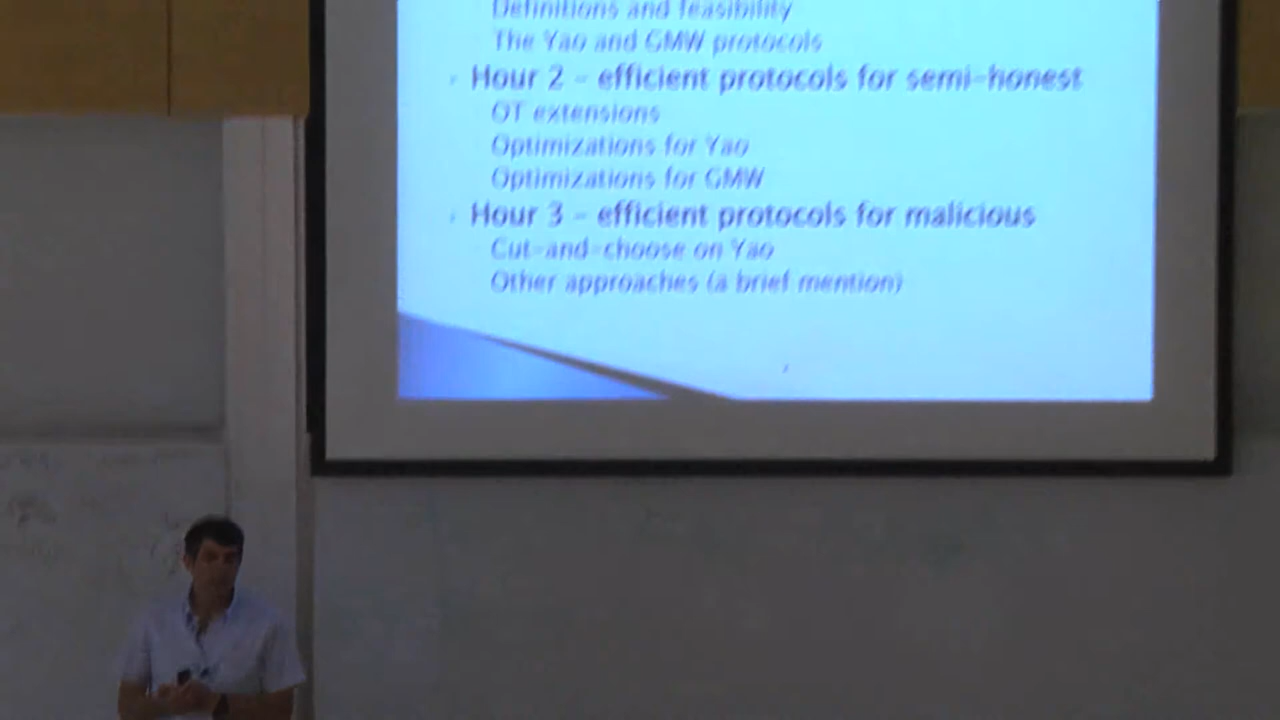 Definitions and feasibility
The Yao and GMW protocols
Hour 2 - efficient protocols for semi-honest
OT extensions
Optimizations for Yao
Optimizations for GMW
Hour 3 - efficient protocols for malicious
Cut-and-choose on Yao
Other approaches (a brief mention)